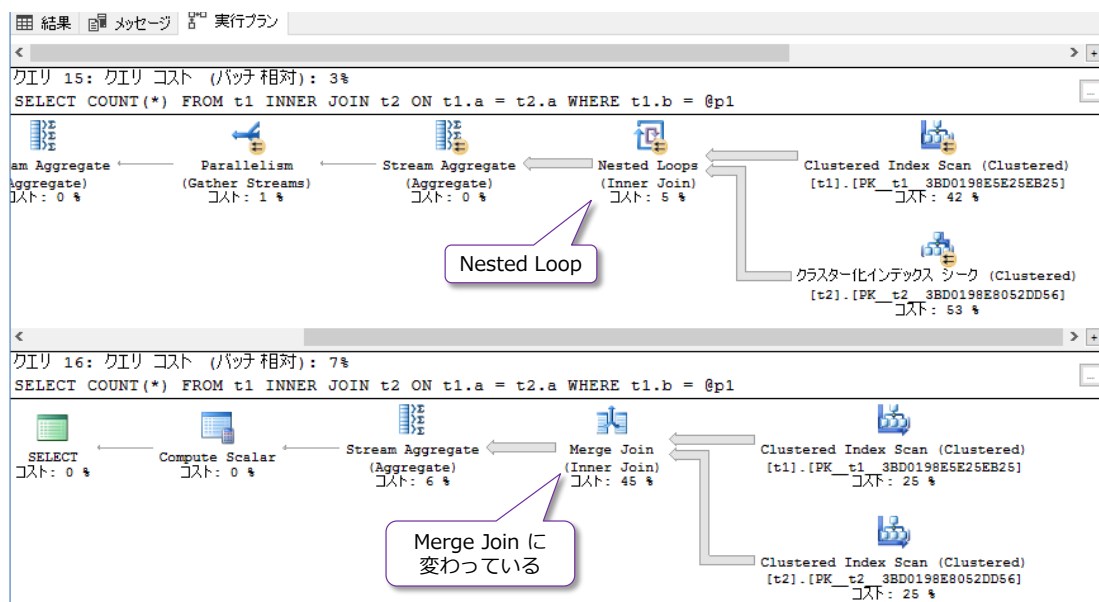 結果 メッセージ 実行プラン
クエリ 15: クエリ コスト (バッチ相対): 3%
SELECT COUNT(*) FROM t1 INNER JOIN t2 ON t1.a = t2.a WHERE t1.b = @p1
am Aggregate
Aggregate)
コスト: 0 %
Parallelism
(Gather Streams)
コスト: 1 %
Stream Aggregate
(Aggregate)
コスト: 0 %
Nested Loops
(Inner Join)
コスト: 5 %
Clustered Index Scan (Clustered)
[t1].[PK__t1__3BD0198E5E25EB25]
コスト: 42 %
Nested Loop
クラスター化インデックス シーク (Clustered)
[t2].[PK__t2__3BD0198E8052DD56]
コスト: 53 %
クエリ 16: クエリ コスト (バッチ相対): 7%
SELECT COUNT(*) FROM t1 INNER JOIN t2 ON t1.a = t2.a WHERE t1.b = @p1
SELECT
コスト: 0 %
Compute Scalar
コスト: 0 %
Stream Aggregate
(Aggregate)
コスト: 6 %
Merge Join
(Inner Join)
コスト: 45 %
Clustered Index Scan (Clustered)
[t1].[PK__t1__3BD0198E5E25EB25]
コスト: 25 %
Merge Join に
変わっている
Clustered Index Scan (Clustered)
[t2].[PK__t2__3BD0198E8052DD56]
コスト: 25 %